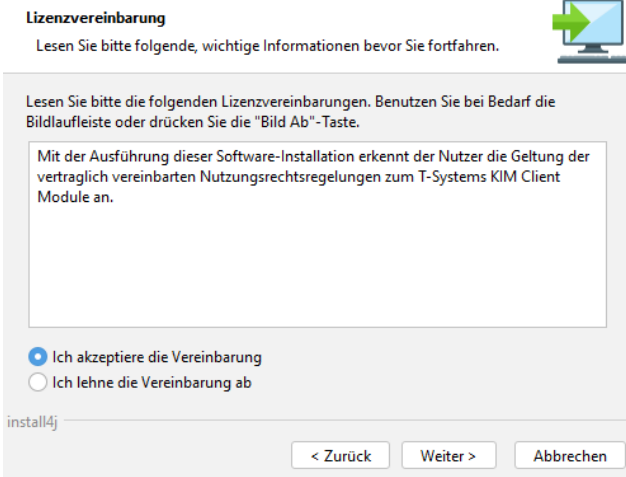 Lizenzvereinbarung
Lesen Sie bitte folgende, wichtige Informationen bevor Sie fortfahren.
Lesen Sie bitte die folgenden Lizenzvereinbarungen. Benutzen Sie bei Bedarf die
Bildlaufleiste oder drücken Sie die "Bild Ab"-Taste.
Mit der Ausführung dieser Software-Installation erkennt der Nutzer die Geltung der
vertraglich vereinbarten Nutzungsrechtsregelungen zum T-Systems KIM Client
Module an.
Ich akzeptiere die Vereinbarung
Ich lehne die Vereinbarung ab
install4j
< Zurück Weiter > Abbrechen